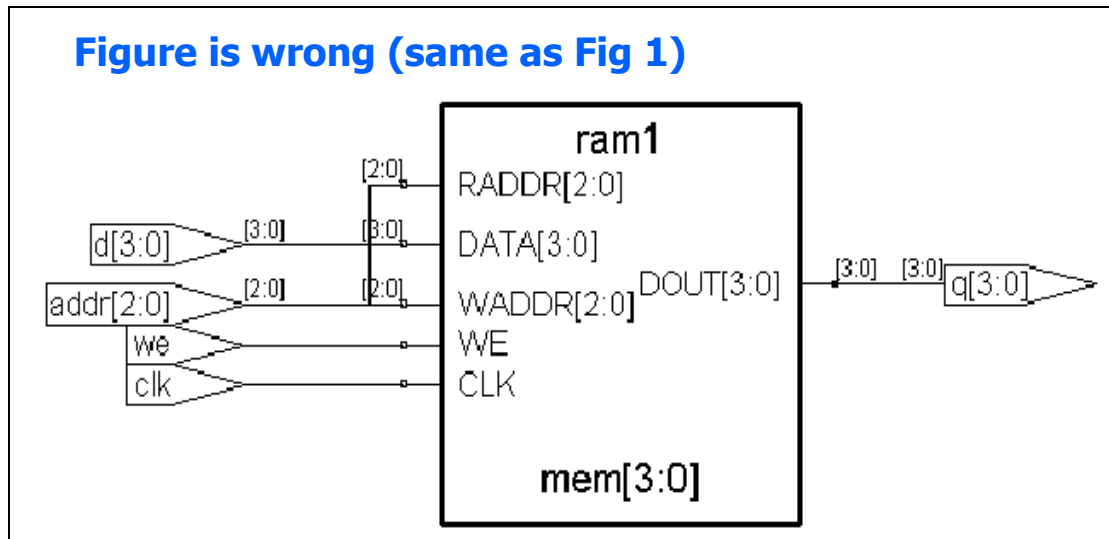 Figure is wrong (same as Fig 1)
ram1
[2:0]
RADDR[2:0]
d[3:0]
[3:0]
[3:0]
DATA[3:0]
DOUT[3:0]
[3:0]
[3:0]
q[3:0]
addr[2:0]
[2:0]
[2:0]
WADDR[2:0]
we
WE
clk
CLK
mem[3:0]